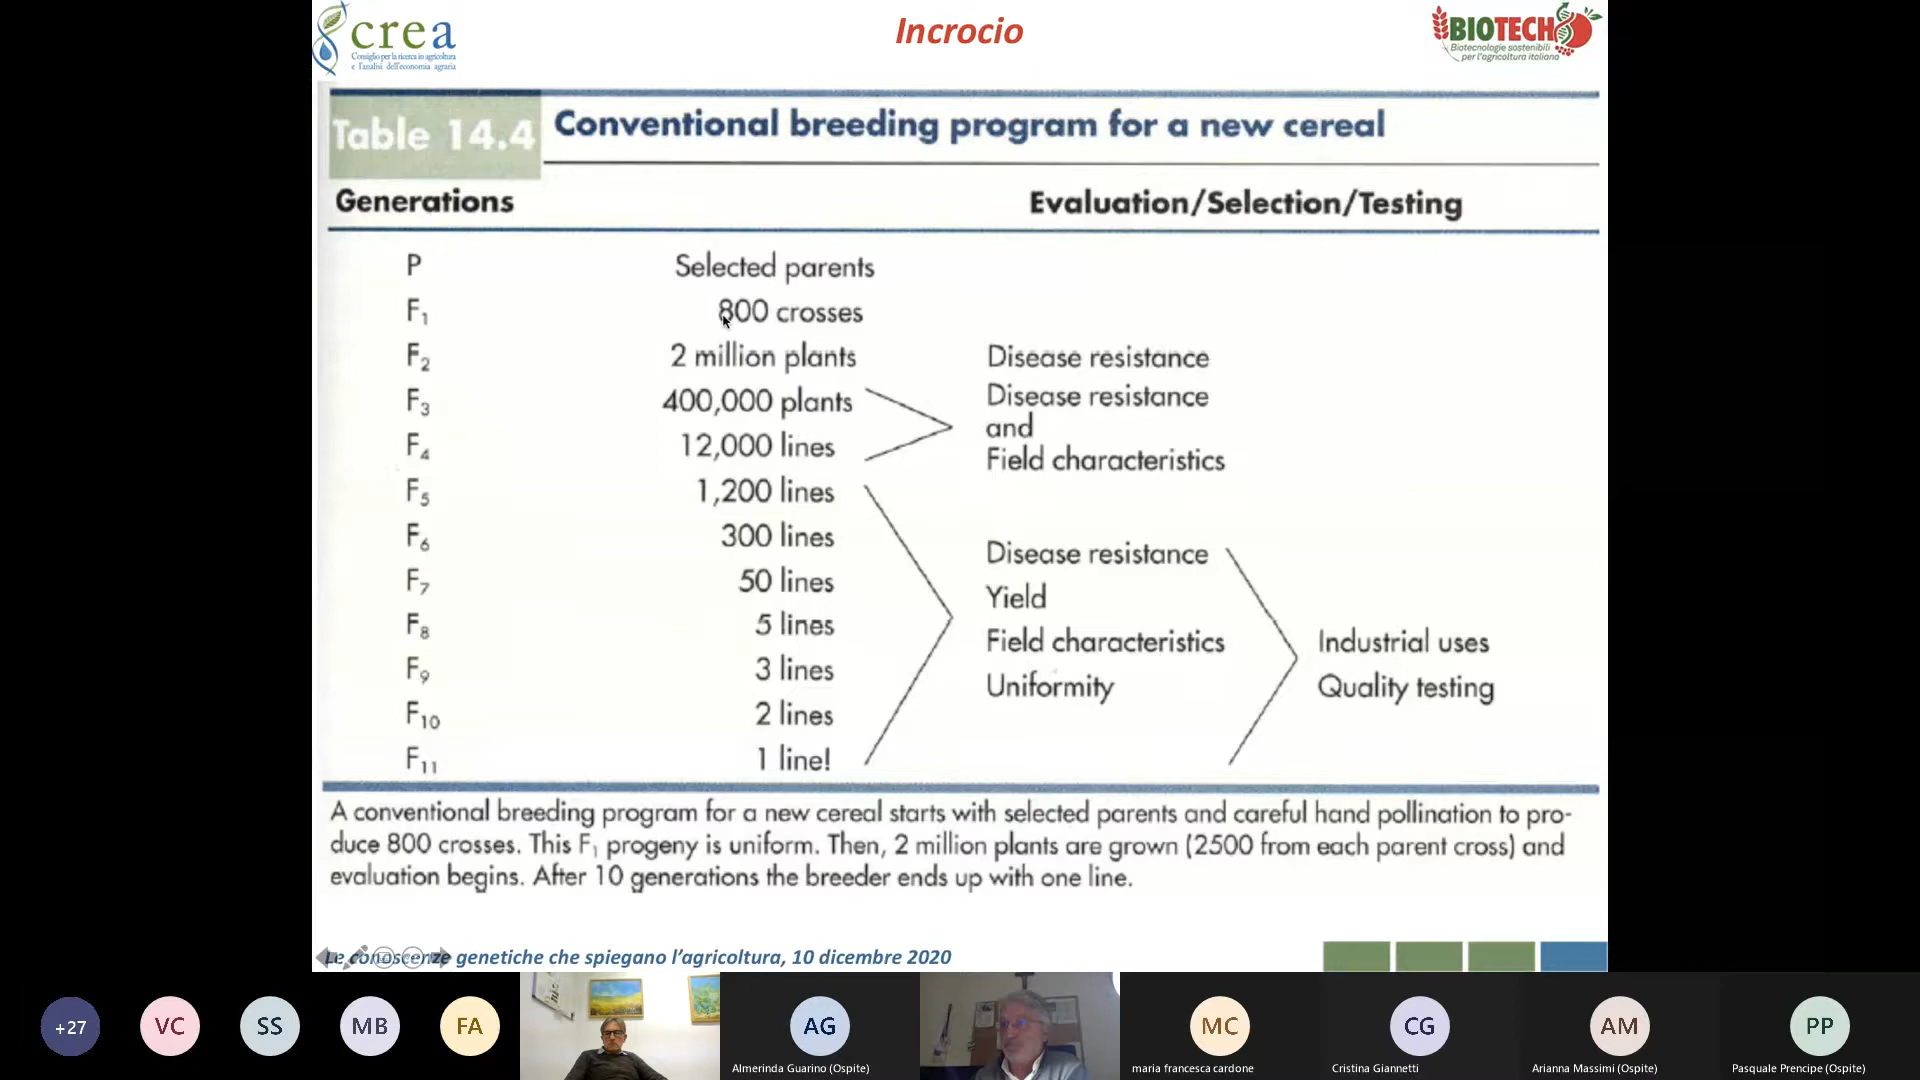 crea
Consiglio per la ricerca in agricoltura
e l'analisi dell'economia agraria
Incrocio
BIOTECH
Biotecnologie sostenibili
per l'agricoltura italiana
Table 14.4
Conventional breeding program for a new cereal
Generations
Evaluation/Selection/Testing
P Selected parents
F1 800 crosses
F2 2 million plants Disease resistance
F3 400,000 plants Disease resistance
and
F4 12,000 lines Field characteristics
F5 1,200 lines
F6 300 lines Disease resistance
F7 50 lines Yield
F8 5 lines Field characteristics Industrial uses
F9 3 lines Uniformity Quality testing
F10 2 lines
F11 1 line!
A conventional breeding program for a new cereal starts with selected parents and careful hand pollination to pro-
duce 800 crosses. This F1 progeny is uniform. Then, 2 million plants are grown (2500 from each parent cross) and
evaluation begins. After 10 generations the breeder ends up with one line.
Le conoscenze genetiche che spiegano l'agricoltura, 10 dicembre 2020
+27 VC SS MB FA AG MC CG AM PP
Almerinda Guarino (Ospite) maria francesca cardone Cristina Giannetti Arianna Massimi (Ospite) Pasquale Prencipe (Ospite)